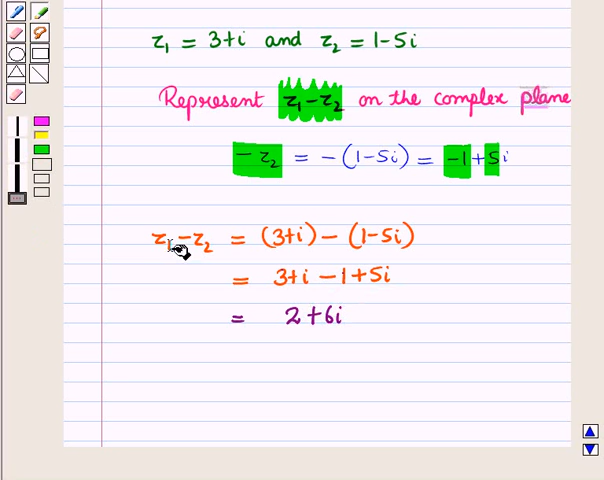 z₁ = 3+i and z₂ = 1-5i
Represent z₁-z₂ on the complex plane
-z₂ = -(1-5i) = -1+5i
z₁-z₂ = (3+i) - (1-5i)
= 3+i -1+5i
= 2+6i